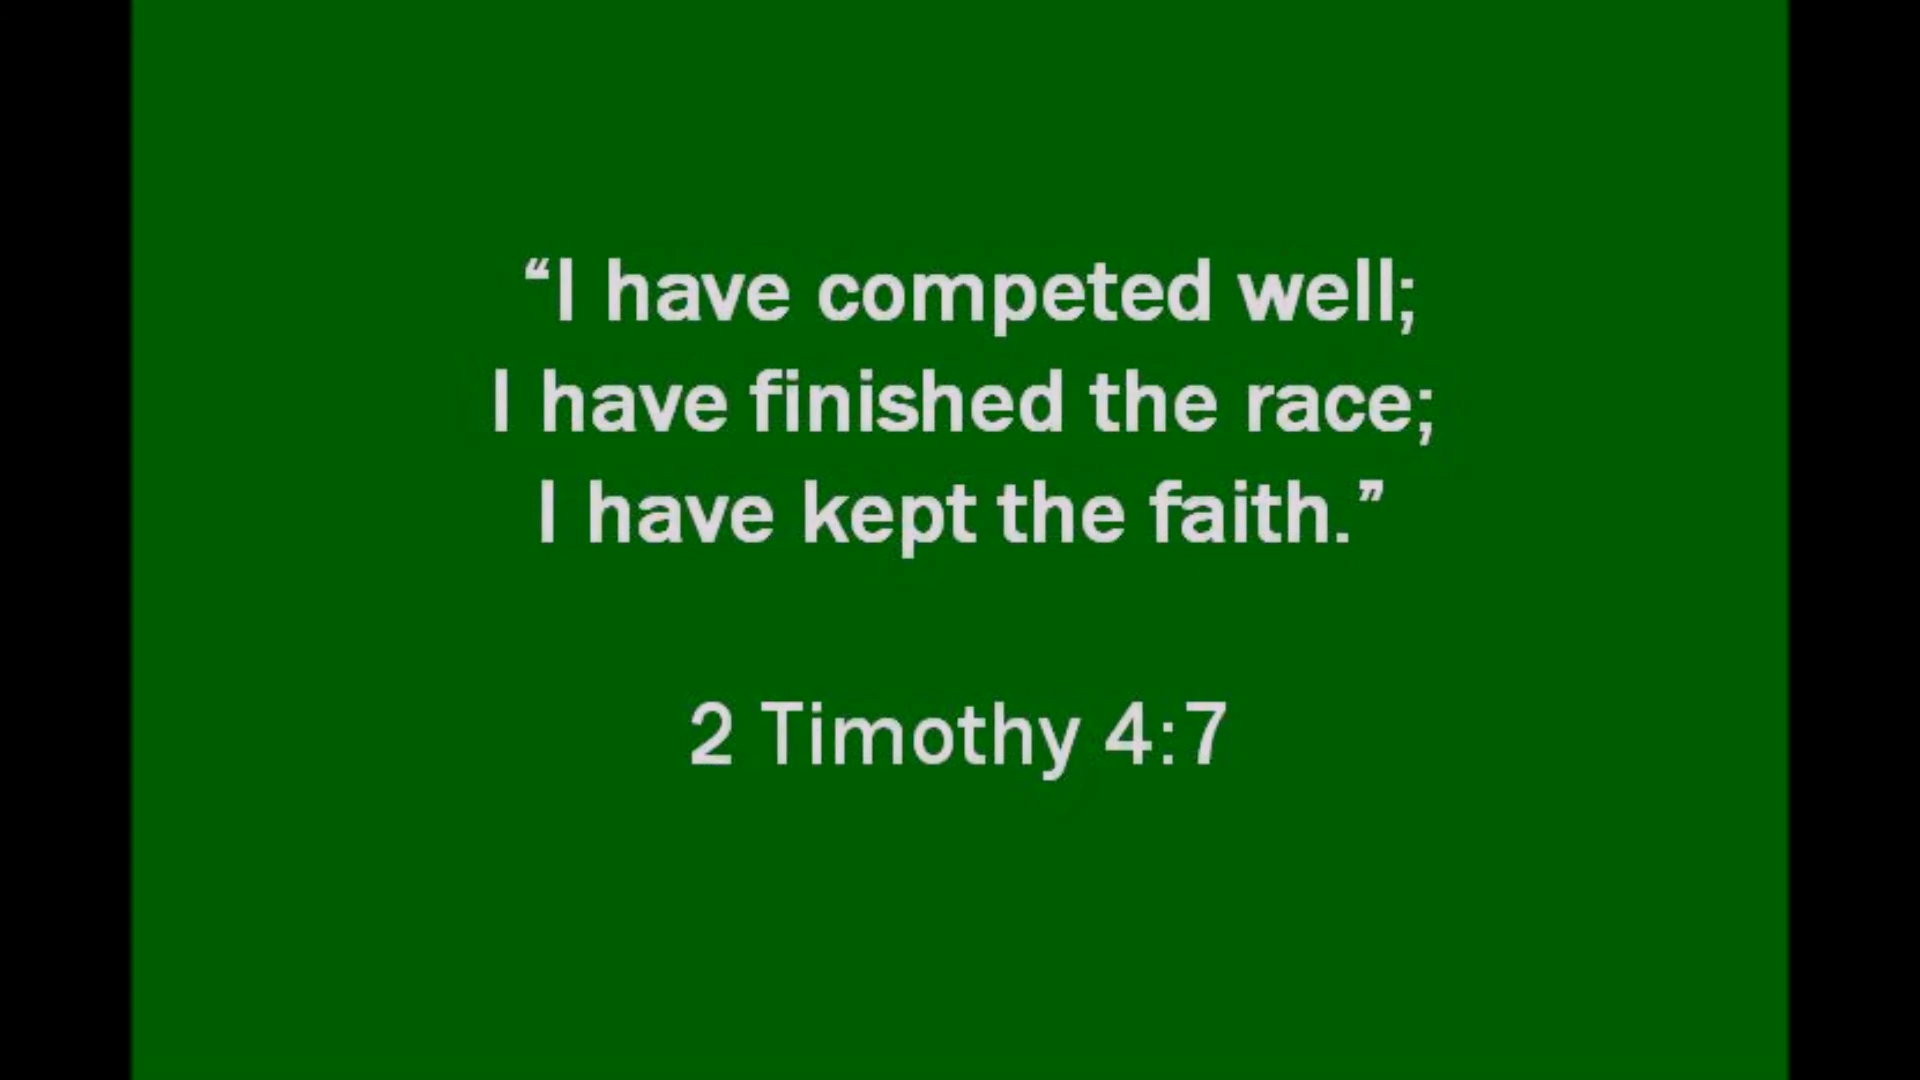 “I have competed well;
I have finished the race;
I have kept the faith.”
2 Timothy 4:7